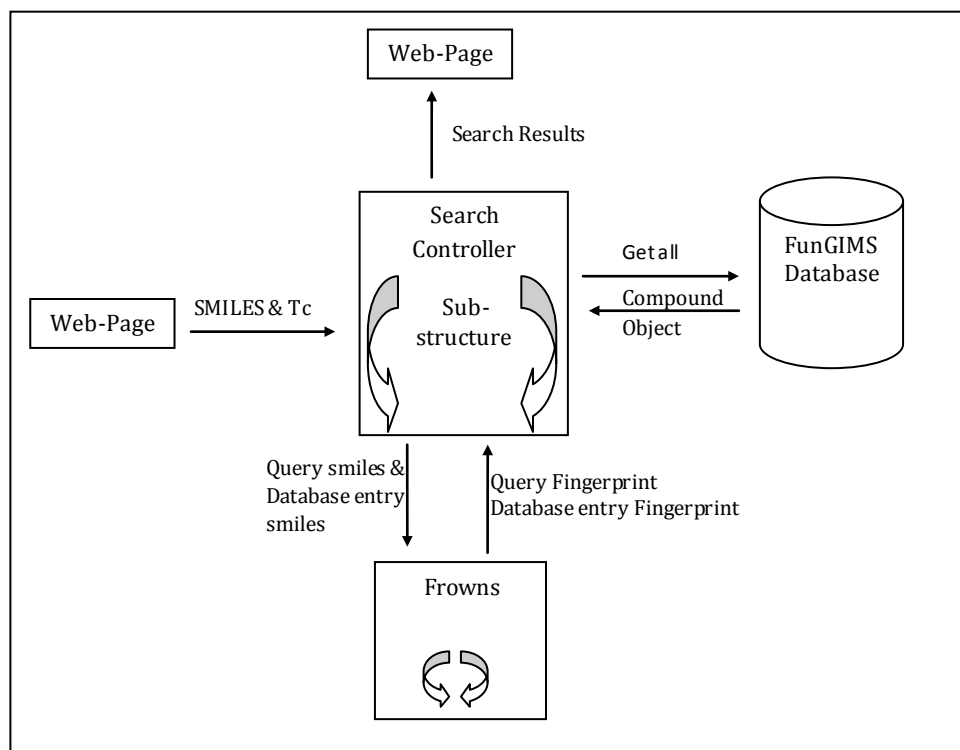 Web-Page
Search Results
Search
Controller
Sub-
structure
FunGIMS
Database
Get all
Compound
Object
Web-Page
SMILES & Tc
Query smiles &
Database entry
smiles
Query Fingerprint
Database entry Fingerprint
Frowns